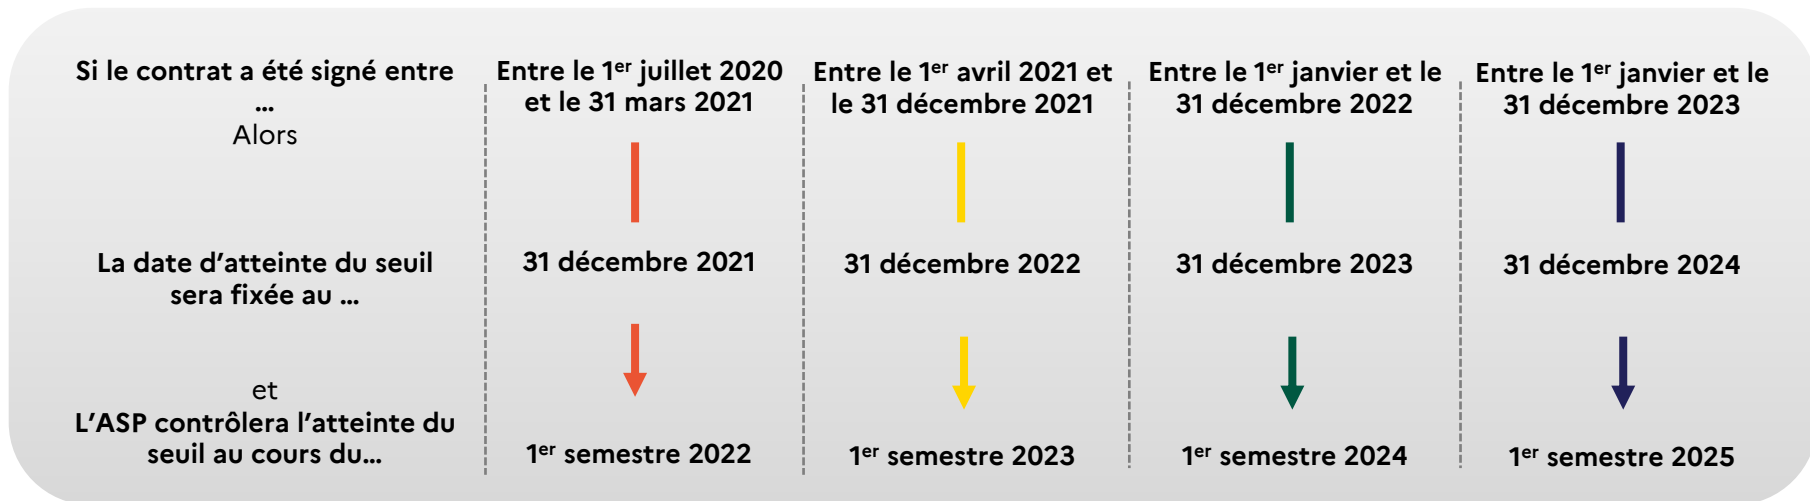 Si le contrat a été signé entre
…
Alors
Entre le 1er juillet 2020
et le 31 mars 2021
Entre le 1er avril 2021 et
le 31 décembre 2021
Entre le 1er janvier et le
31 décembre 2022
Entre le 1er janvier et le
31 décembre 2023
La date d’atteinte du seuil
sera fixée au …
31 décembre 2021
31 décembre 2022
31 décembre 2023
31 décembre 2024
et
L’ASP contrôlera l’atteinte du
seuil au cours du…
1er semestre 2022
1er semestre 2023
1er semestre 2024
1er semestre 2025